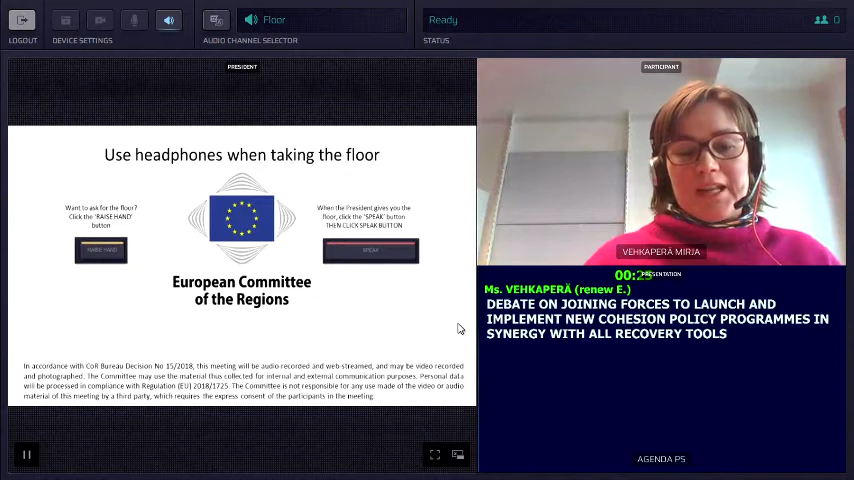 LOGOUT
DEVICE SETTINGS
Floor
AUDIO CHANNEL SELECTOR
Ready
0
STATUS
PRESIDENT
Use headphones when taking the floor
Want to ask for the floor?
Click the 'RAISE HAND'
button
RAISE HAND
When the President gives you the
floor, click the 'SPEAK' button
THEN CLICK SPEAK BUTTON
SPEAK
European Committee
of the Regions
In accordance with CoR Bureau Decision No 15/2018, this meeting will be audio recorded and web-streamed, and may be video recorded
and photographed. The Committee may use the material thus collected for internal and external communication purposes. Personal data
will be processed in compliance with Regulation (EU) 2018/1725. The Committee is not responsible for any use made of the video or audio
material of this meeting by a third party, which requires the express consent of the participants in the meeting.
PARTICIPANT
VEHKAPERÄ MIRJA
PRESENTATION
Ms. VEHKAPERÄ (renew E.)
DEBATE ON JOINING FORCES TO LAUNCH AND
IMPLEMENT NEW COHESION POLICY PROGRAMMES IN
SYNERGY WITH ALL RECOVERY TOOLS
AGENDA PS